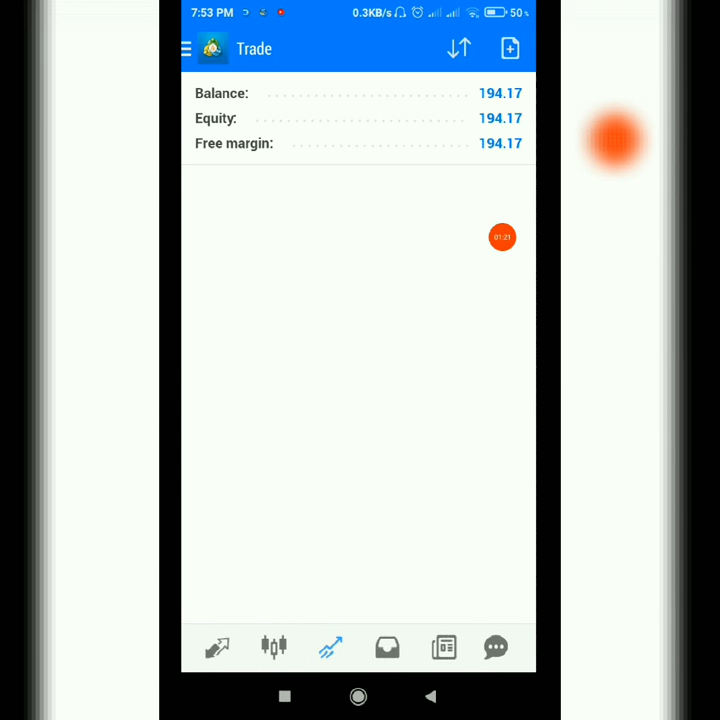 7:53 PM 0.3KB/s 50%
Trade
Balance: 194.17
Equity: 194.17
Free margin: 194.17
01:21